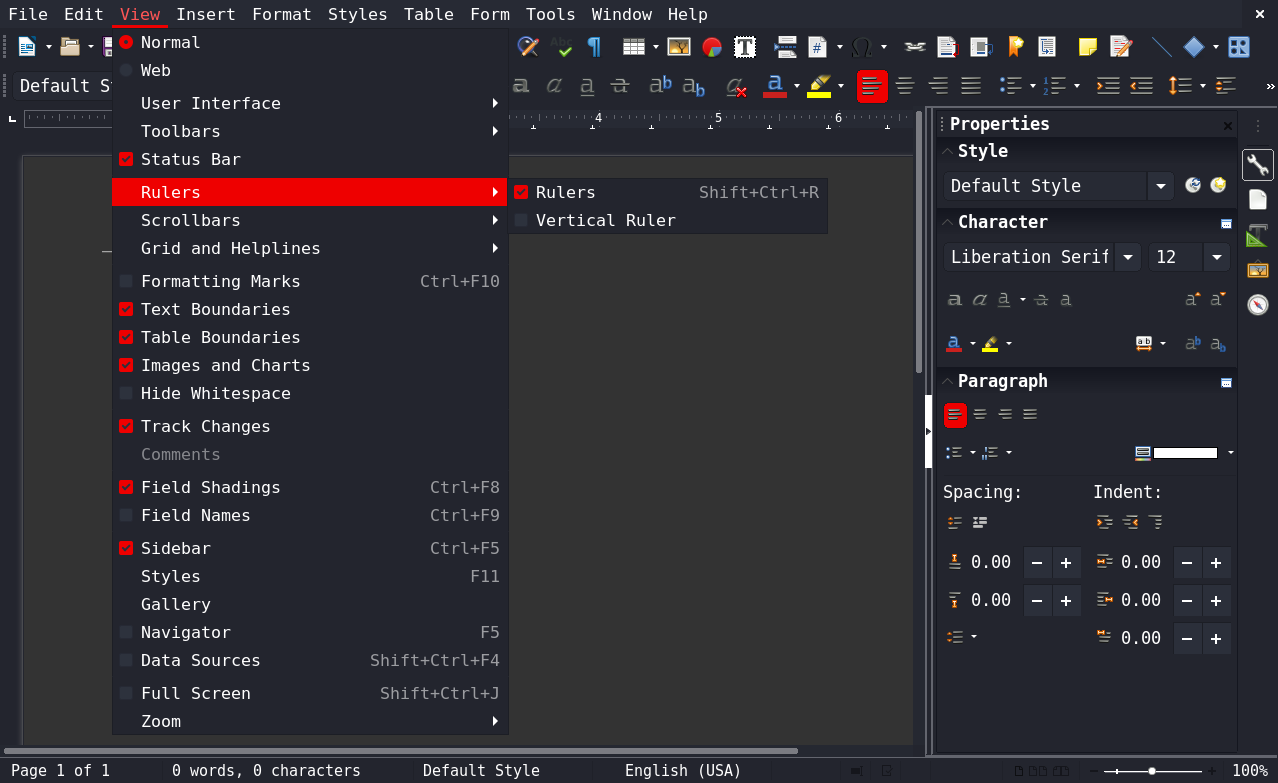 File Edit View Insert Format Styles Table Form Tools Window Help
Default St
4 5 6
Normal
Web
User Interface
Toolbars
Status Bar
Rulers
Rulers Shift+Ctrl+R
Vertical Ruler
Scrollbars
Grid and Helplines
Formatting Marks Ctrl+F10
Text Boundaries
Table Boundaries
Images and Charts
Hide Whitespace
Track Changes
Comments
Field Shadings Ctrl+F8
Field Names Ctrl+F9
Sidebar Ctrl+F5
Styles F11
Gallery
Navigator F5
Data Sources Shift+Ctrl+F4
Full Screen Shift+Ctrl+J
Zoom
Properties
Style
Default Style
Character
Liberation Serif 12
Paragraph
Spacing: Indent:
0.00 0.00
0.00 0.00
0.00
Page 1 of 1 0 words, 0 characters Default Style English (USA) 100%